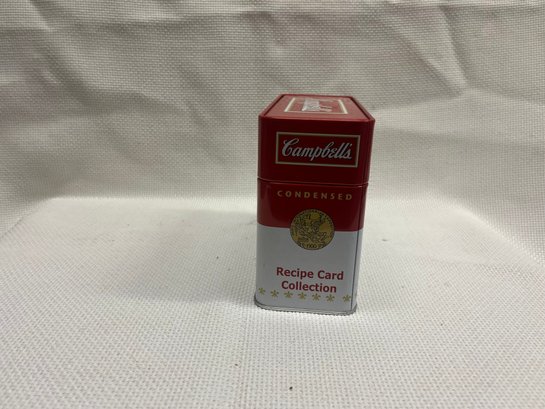 Campbell's
CONDENSED
Recipe Card
Collection